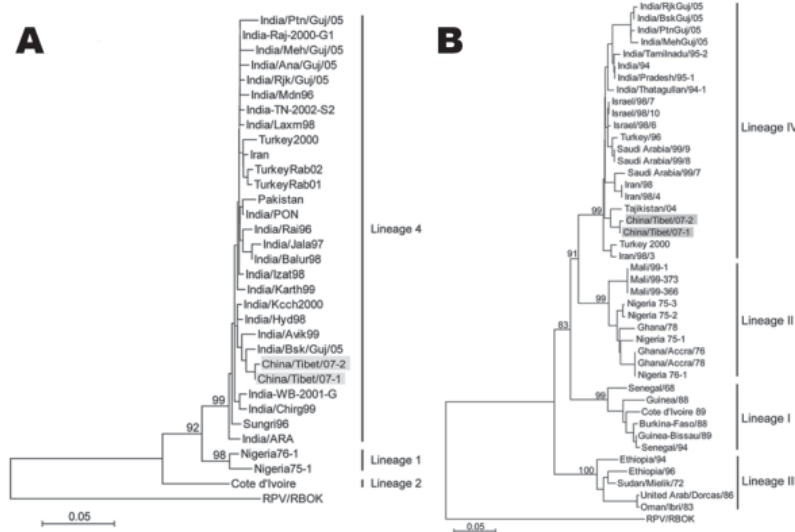 A
India/Ptn/Guj/05
India-Raj-2000-G1
India/Meh/Guj/05
India/Ana/Guj/05
India/Rjk/Guj/05
India/Mdn96
India-TN-2002-S2
India/Laxm98
Turkey2000
Iran
TurkeyRab02
TurkeyRab01
Pakistan
India/PON
India/Rai96
India/Jala97
India/Balur98
India/Izat98
India/Karth99
India/Kcch2000
India/Hyd98
India/Avik99
India/Bsk/Guj/05
China/Tibet/07-2
China/Tibet/07-1
India-WB-2001-G
India/Chirg99
Sungri96
India/ARA
Nigeria76-1
Nigeria75-1
Cote d'Ivoire
RPV/RBOK
99
92
98
Lineage 4
Lineage 1
Lineage 2
0.05
B
India/RjkGuj/05
India/BskGuj/05
India/PtnGuj/05
India/MehGuj/05
India/Tamilnadu/95-2
India/94
India/Pradesh/95-1
India/Thatagullan/94-1
Israel/98/7
Israel/98/10
Israel/98/6
Turkey/96
Saudi Arabia/99/9
Saudi Arabia/99/8
Saudi Arabia/99/7
Iran/98
Iran/98/4
Tajikistan/04
China/Tibet/07-2
China/Tibet/07-1
Turkey 2000
Iran/98/3
Mali/99-1
Mali/99-373
Mali/99-366
Nigeria 75-3
Nigeria 75-2
Ghana/78
Nigeria 75-1
Ghana/Accra/76
Ghana/Accra/78
Nigeria 76-1
Senegal/68
Guinea/88
Cote d'Ivoire 89
Burkina-Faso/88
Guinea-Bissau/89
Senegal/94
Ethiopia/94
Ethiopia/96
Sudan/Mielik/72
United Arab/Dorcas/86
Oman/Ibri/83
RPV/RBOK
99
91
99
83
99
100
Lineage IV
Lineage II
Lineage I
Lineage III
0.05